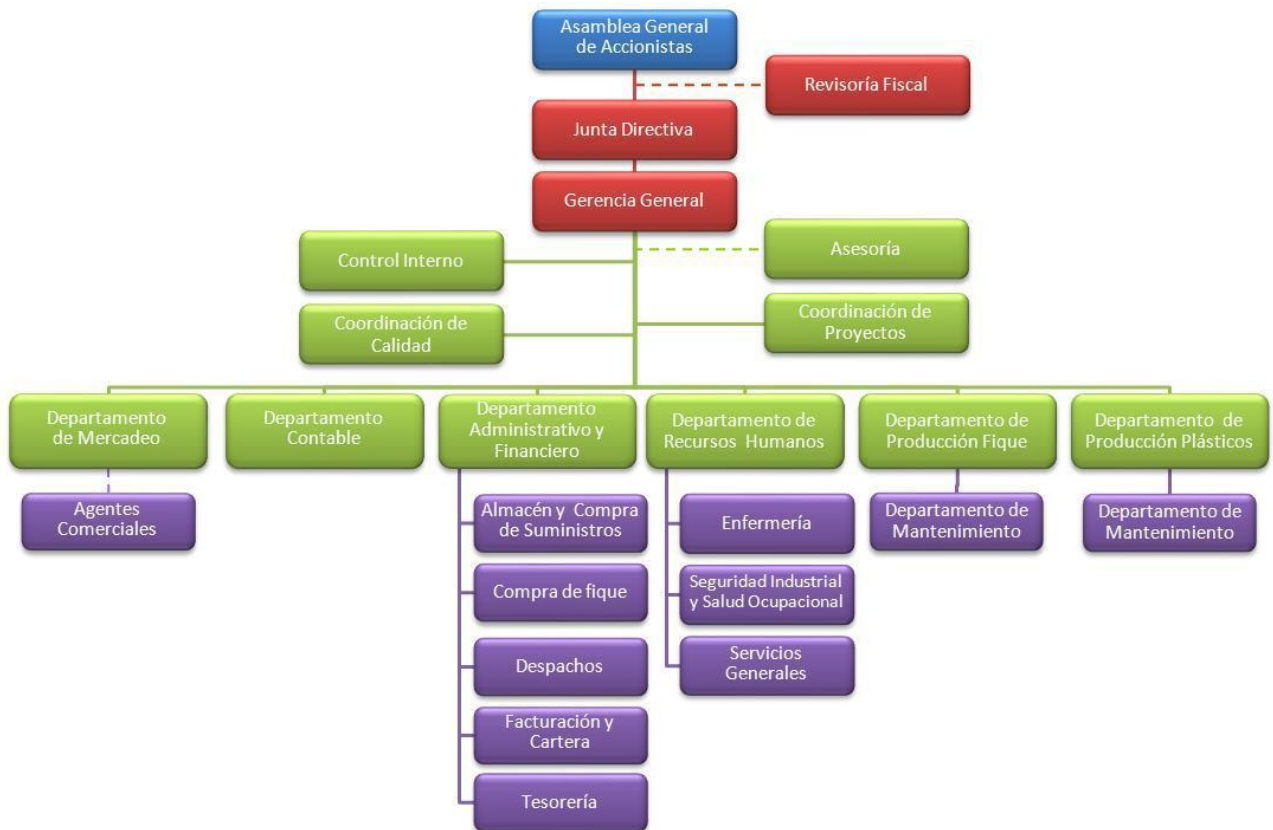 Asamblea General
de Accionistas
Revisoría Fiscal
Junta Directiva
Gerencia General
Control Interno
Asesoría
Coordinación de
Calidad
Coordinación de
Proyectos
Departamento
de Mercadeo
Departamento
Contable
Departamento
Administrativo y
Financiero
Departamento de
Recursos Humanos
Departamento de
Producción Fique
Departamento de
Producción Plásticos
Agentes
Comerciales
Almacén y Compra
de Suministros
Compra de fique
Despachos
Facturación y
Cartera
Tesorería
Enfermería
Seguridad Industrial
y Salud Ocupacional
Servicios
Generales
Departamento de
Mantenimiento
Departamento de
Mantenimiento